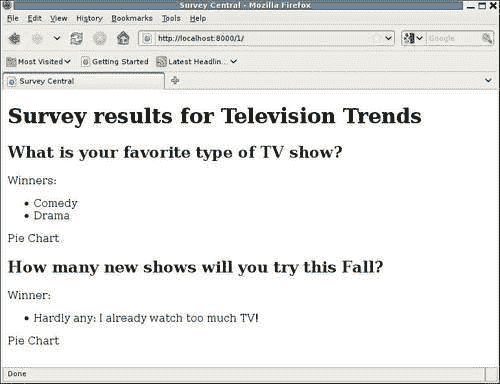 Survey Central - Mozilla Firefox
File Edit View History Bookmarks Tools Help
http://localhost:8000/1/
Google
Most Visited Getting Started Latest Headlin...
Survey Central
Survey results for Television Trends
What is your favorite type of TV show?
Winners:
• Comedy
• Drama
Pie Chart
How many new shows will you try this Fall?
Winner:
• Hardly any: I already watch too much TV!
Pie Chart
Done